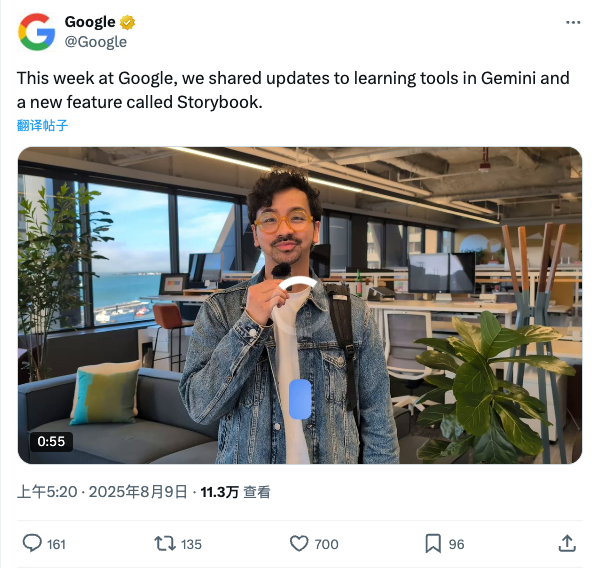 Google
@Google
This week at Google, we shared updates to learning tools in Gemini and
a new feature called Storybook.
翻译帖子
0:55
上午5:20 · 2025年8月9日 · 11.3万 查看
161 135 700 96